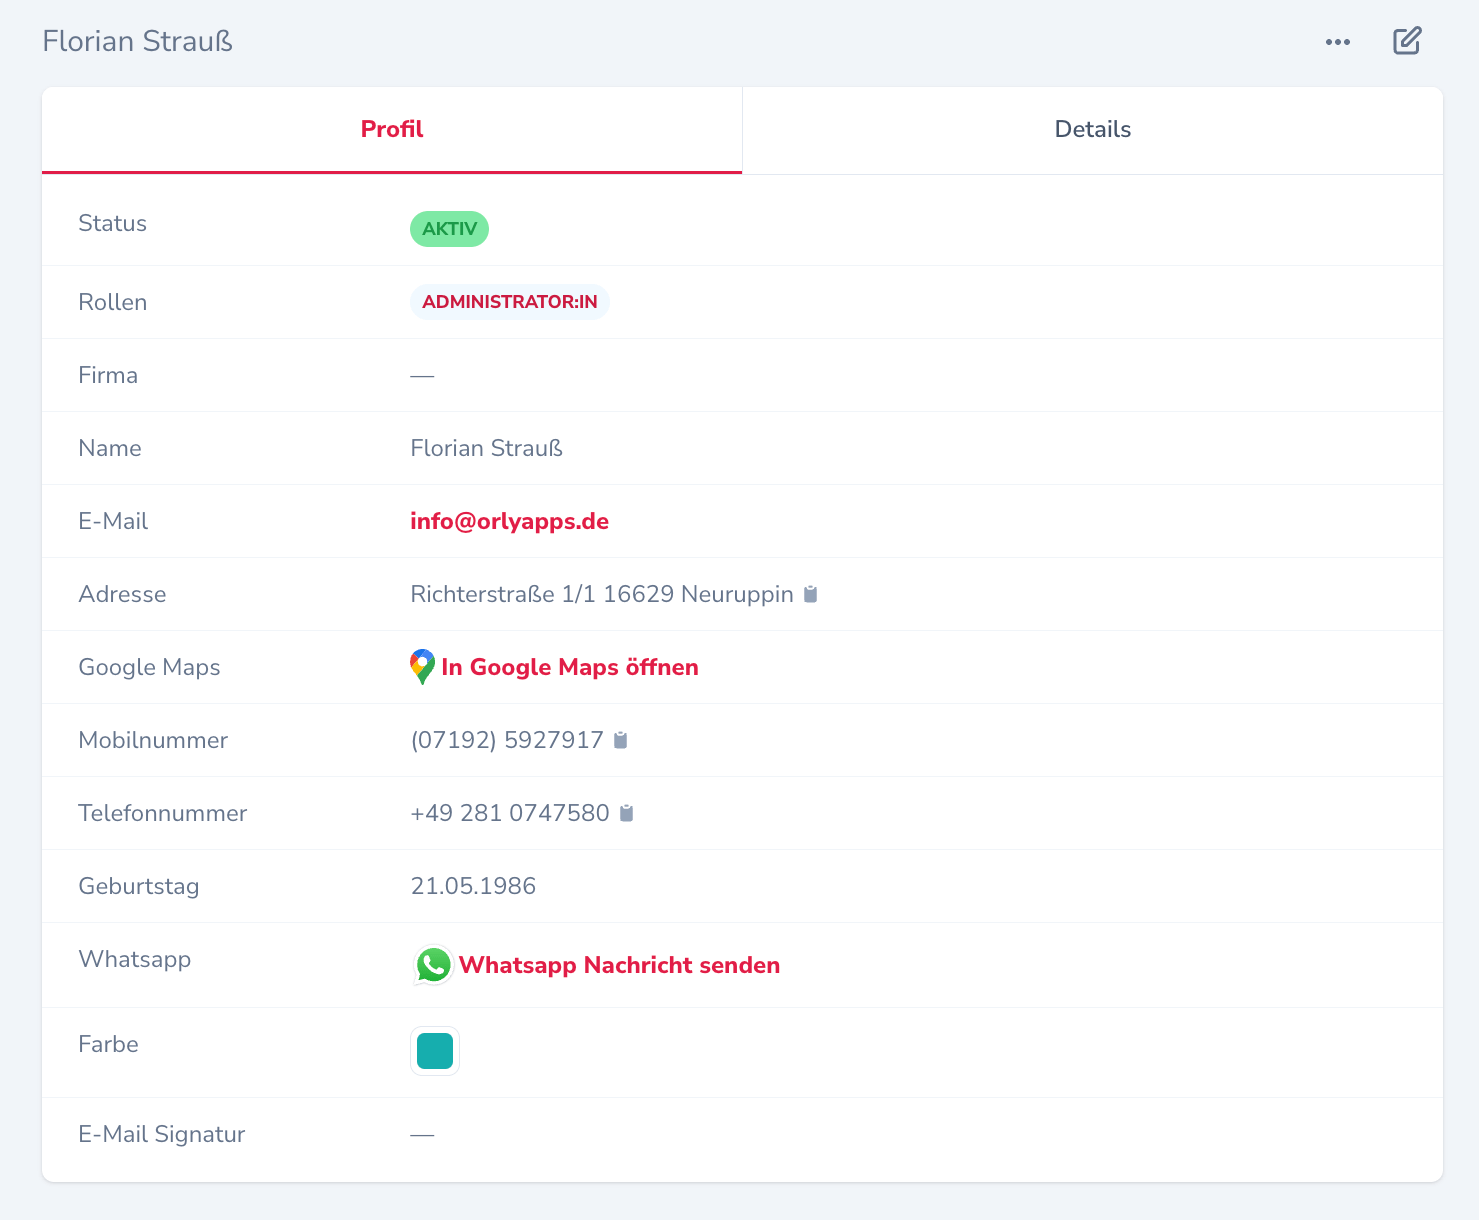 Florian Strauß
Profil
Details
Status
AKTIV
Rollen
ADMINISTRATOR:IN
Firma
—
Name
Florian Strauß
E-Mail
info@orlyapps.de
Adresse
Richterstraße 1/1 16629 Neuruppin
Google Maps
In Google Maps öffnen
Mobilnummer
(07192) 5927917
Telefonnummer
+49 281 0747580
Geburtstag
21.05.1986
Whatsapp
Whatsapp Nachricht senden
Farbe
E-Mail Signatur
—